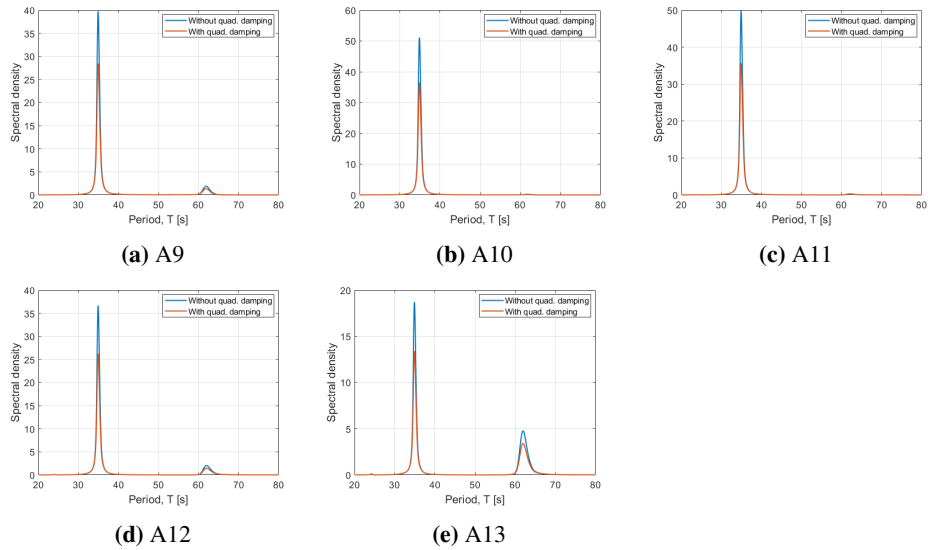 40
35
30
25
20
15
10
5
0
Spectral density
20 30 40 50 60 70 80
Period, T [s]
Without quad. damping
With quad. damping
(a) A9
60
50
40
30
20
10
0
Spectral density
20 30 40 50 60 70 80
Period, T [s]
Without quad. damping
With quad. damping
(b) A10
50
40
30
20
10
0
Spectral density
20 30 40 50 60 70 80
Period, T [s]
Without quad. damping
With quad. damping
(c) A11
40
35
30
25
20
15
10
5
0
Spectral density
20 30 40 50 60 70 80
Period, T [s]
Without quad. damping
With quad. damping
(d) A12
20
15
10
5
0
Spectral density
20 30 40 50 60 70 80
Period, T [s]
Without quad. damping
With quad. damping
(e) A13